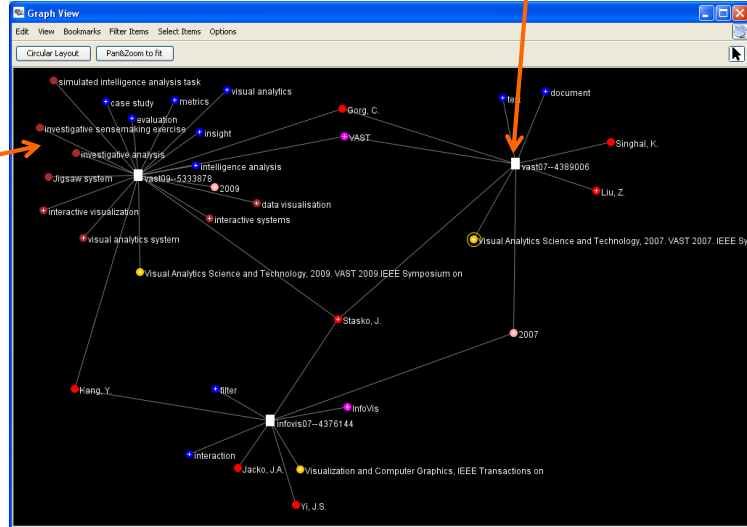 Graph View
Edit View Bookmarks Filter Items Select Items Options
Circular Layout Pan&Zoom to fit
simulated intelligence analysis task
visual analytics
document
case study
metrics
text
Gorg, C.
evaluation
investigative sensemaking exercise
insight
VAST
Singhal, K.
investigative analysis
intelligence analysis
vast07--4389006
Jigsaw system
vast09--5333878
2009
Liu, Z.
data visualisation
interactive visualization
interactive systems
visual analytics system
Visual Analytics Science and Technology, 2007. VAST 2007. IEEE Sy
Visual Analytics Science and Technology, 2009. VAST 2009.IEEE Symposium on
Stasko, J.
2007
Kang, Y.
filter
InfoVis
infovis07--4376144
interaction
Jacko, J.A.
Visualization and Computer Graphics, IEEE Transactions on
Yi, J.S.